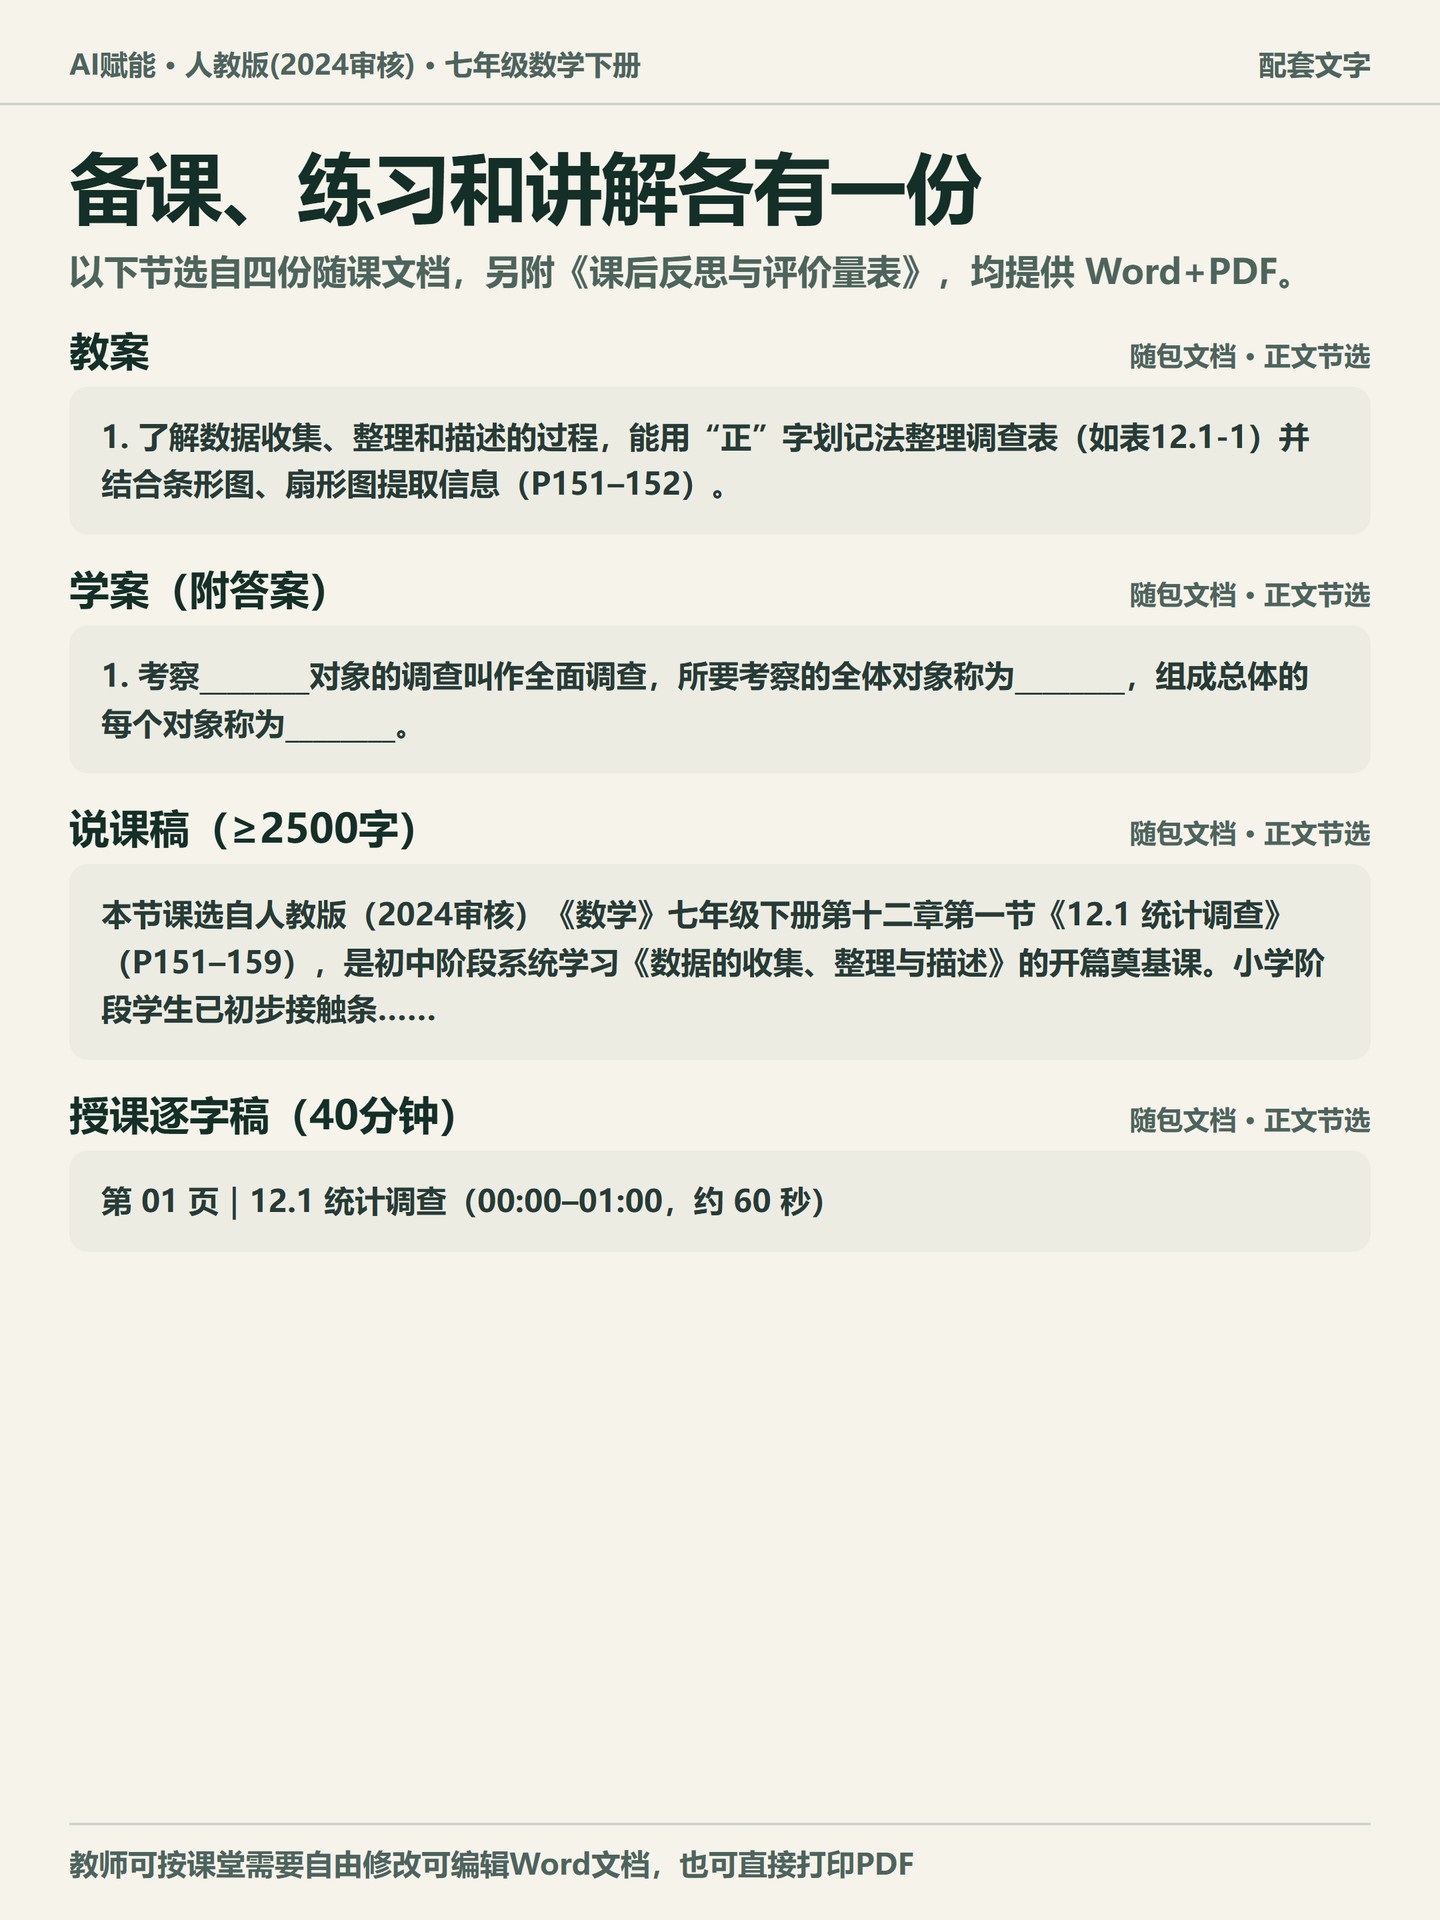 AI赋能 • 人教版(2024审核) • 七年级数学下册
配套文字
备课、练习和讲解各有一份
以下节选自四份随课文档，另附《课后反思与评价量表》，均提供 Word+PDF。
教案
随包文档 • 正文节选
1. 了解数据收集、整理和描述的过程，能用“正”字划记法整理调查表（如表12.1-1）并
结合条形图、扇形图提取信息（P151–152）。
学案（附答案）
随包文档 • 正文节选
1. 考察________对象的调查叫作全面调查，所要考察的全体对象称为________，组成总体的
每个对象称为________。
说课稿（≥2500字）
随包文档 • 正文节选
本节课选自人教版（2024审核）《数学》七年级下册第十二章第一节《12.1 统计调查》
（P151–159），是初中阶段系统学习《数据的收集、整理与描述》的开篇奠基课。小学阶
段学生已初步接触条……
授课逐字稿（40分钟）
随包文档 • 正文节选
第 01 页｜12.1 统计调查（00:00–01:00，约 60 秒）
教师可按课堂需要自由修改可编辑Word文档，也可直接打印PDF